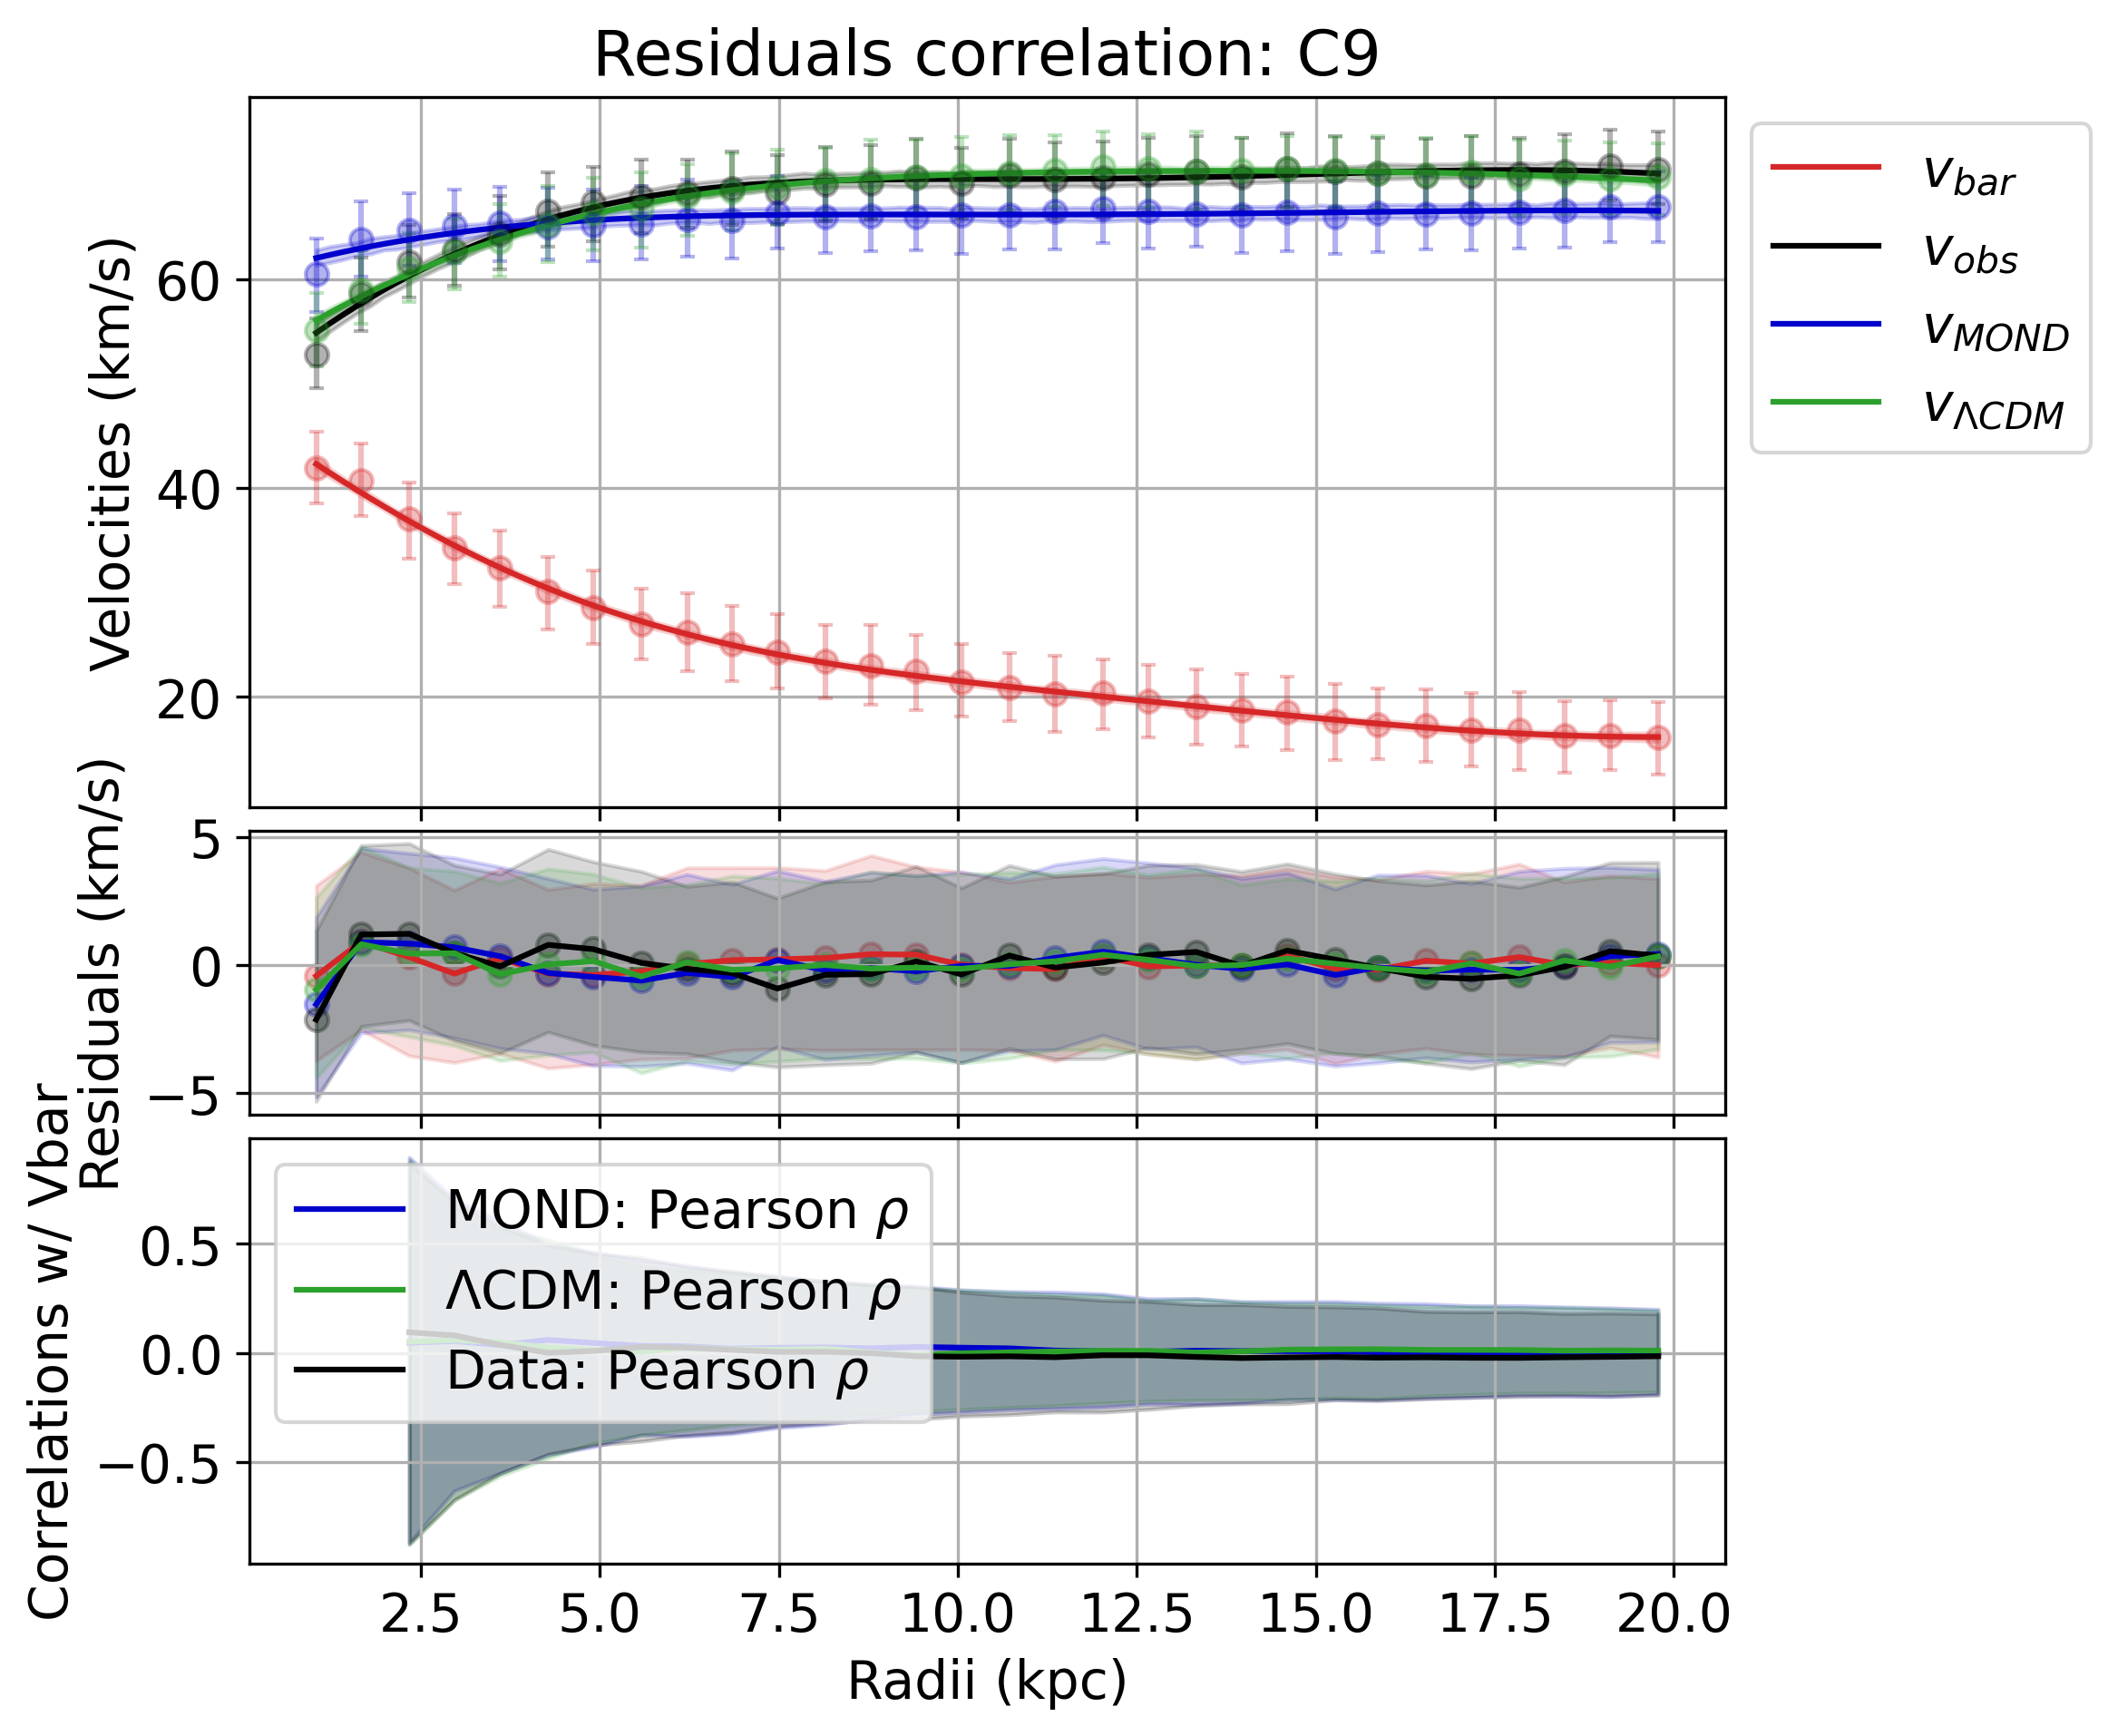 Residuals correlation: C9
Velocities (km/s)
60
40
20
v_bar
v_obs
v_MOND
v_ΛCDM
Residuals (km/s)
5
0
−5
Correlations w/ Vbar
0.5
0.0
−0.5
MOND: Pearson ρ
ΛCDM: Pearson ρ
Data: Pearson ρ
2.5 5.0 7.5 10.0 12.5 15.0 17.5 20.0
Radii (kpc)